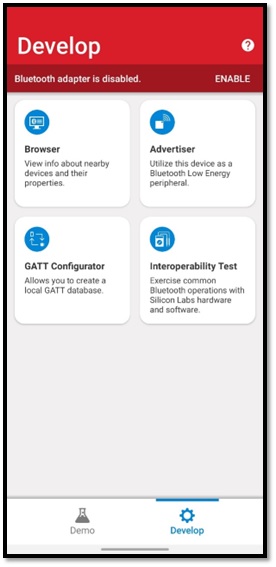 Develop
Bluetooth adapter is disabled. ENABLE
Browser
View info about nearby
devices and their
properties.
Advertiser
Utilize this device as a
Bluetooth Low Energy
peripheral.
GATT Configurator
Allows you to create a
local GATT database.
Interoperability Test
Exercise common
Bluetooth operations with
Silicon Labs hardware
and software.
Demo
Develop